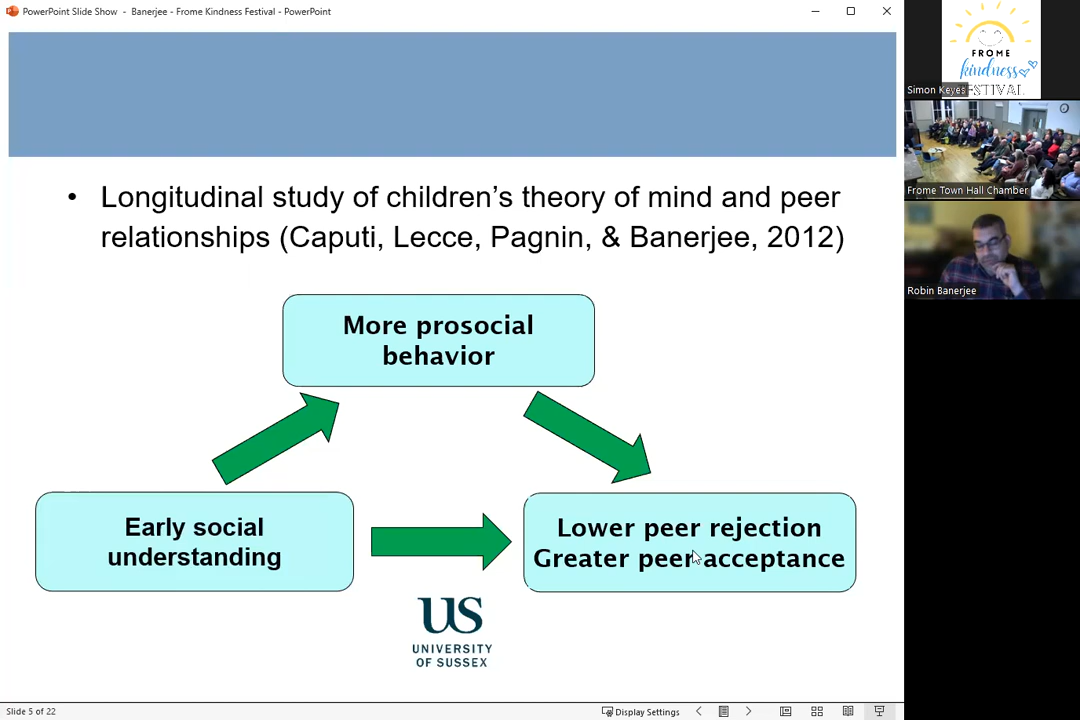 PowerPoint Slide Show - Banerjee - Frome Kindness Festival - PowerPoint
• Longitudinal study of children’s theory of mind and peer
relationships (Caputi, Lecce, Pagnin, & Banerjee, 2012)
More prosocial
behavior
Early social
understanding
Lower peer rejection
Greater peer acceptance
US
UNIVERSITY
OF SUSSEX
Slide 5 of 22
Display Settings
FROME
kindness
FESTIVAL
Simon Keyes
Frome Town Hall Chamber
Robin Banerjee